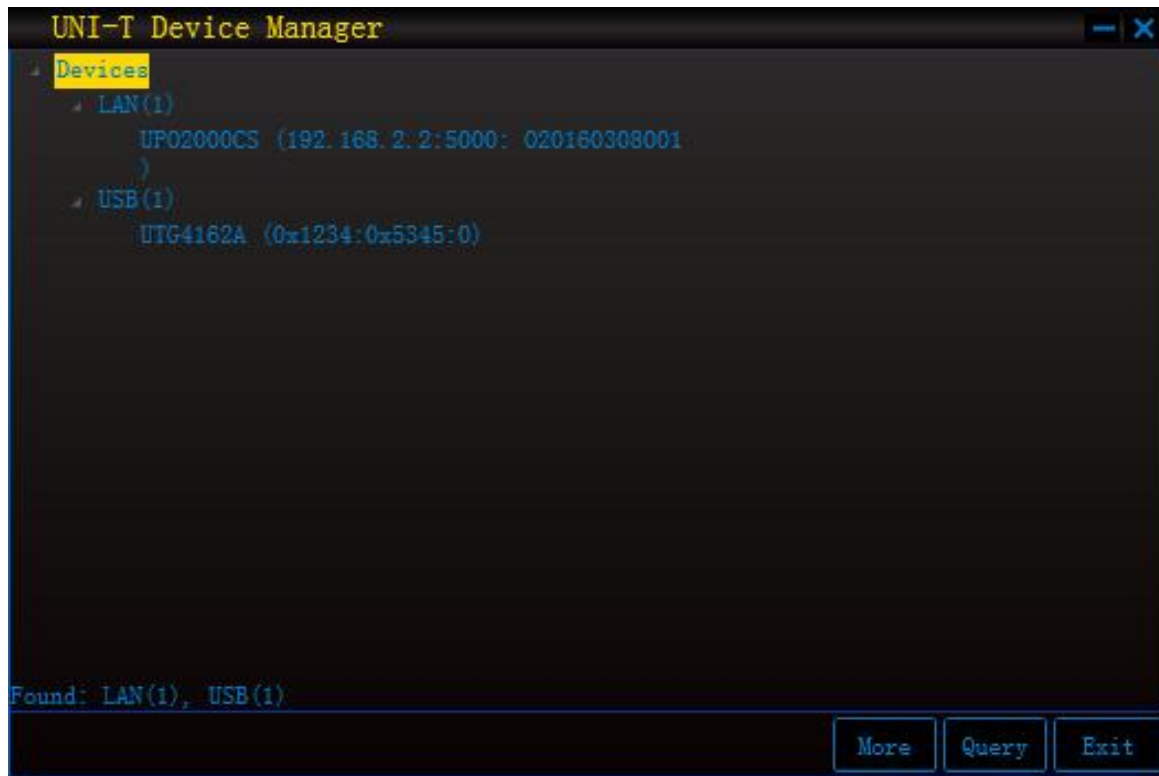 UNI-T Device Manager
Devices
LAN(1)
UPO2000CS (192.168.2.2:5000: 020160308001
)
USB(1)
UTG4162A (0x1234:0x5345:0)
Found: LAN(1), USB(1)
More Query Exit